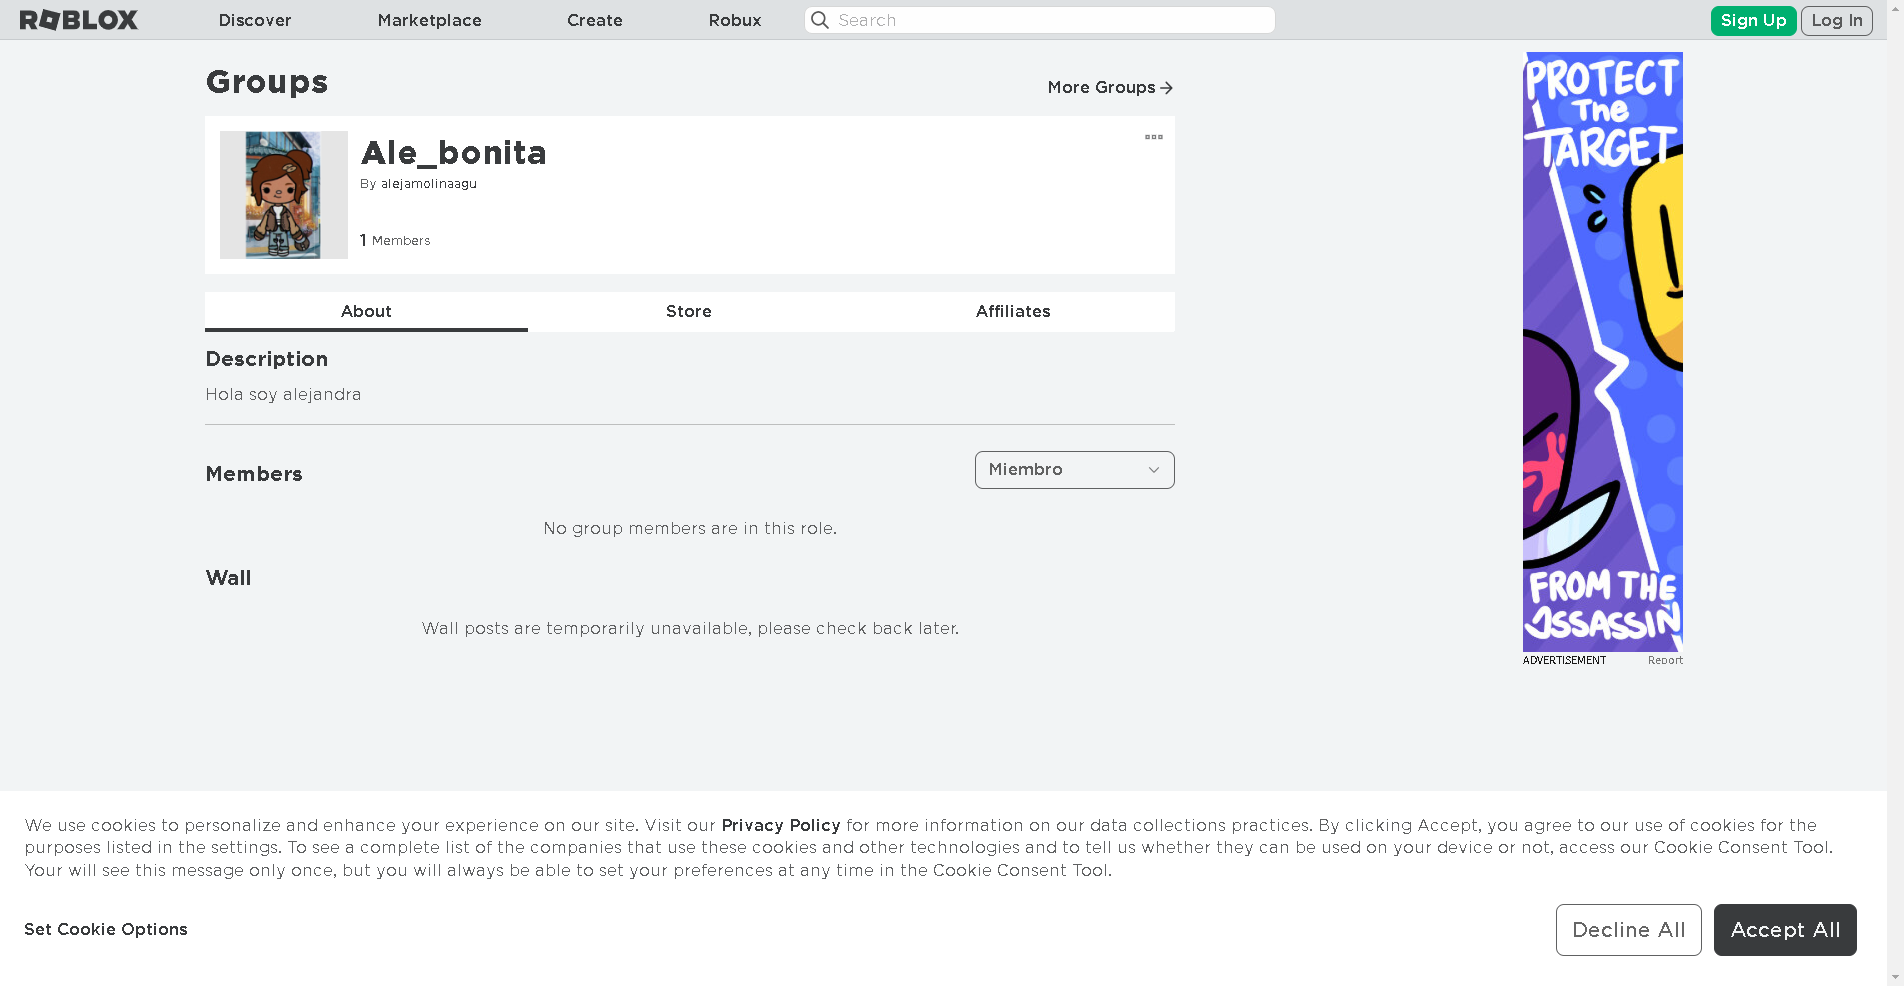 ROBLOX
Discover
Marketplace
Create
Robux
Search
Sign Up
Log In
Groups
More Groups
Ale_bonita
By alejamolinaagu
1 Members
About
Store
Affiliates
Description
Hola soy alejandra
Members
Miembro
No group members are in this role.
Wall
Wall posts are temporarily unavailable, please check back later.
PROTECT
The
TARGET
FROM THE
ASSASSIN
ADVERTISEMENT
Report
We use cookies to personalize and enhance your experience on our site. Visit our Privacy Policy for more information on our data collections practices. By clicking Accept, you agree to our use of cookies for the
purposes listed in the settings. To see a complete list of the companies that use these cookies and other technologies and to tell us whether they can be used on your device or not, access our Cookie Consent Tool.
Your will see this message only once, but you will always be able to set your preferences at any time in the Cookie Consent Tool.
Set Cookie Options
Decline All
Accept All